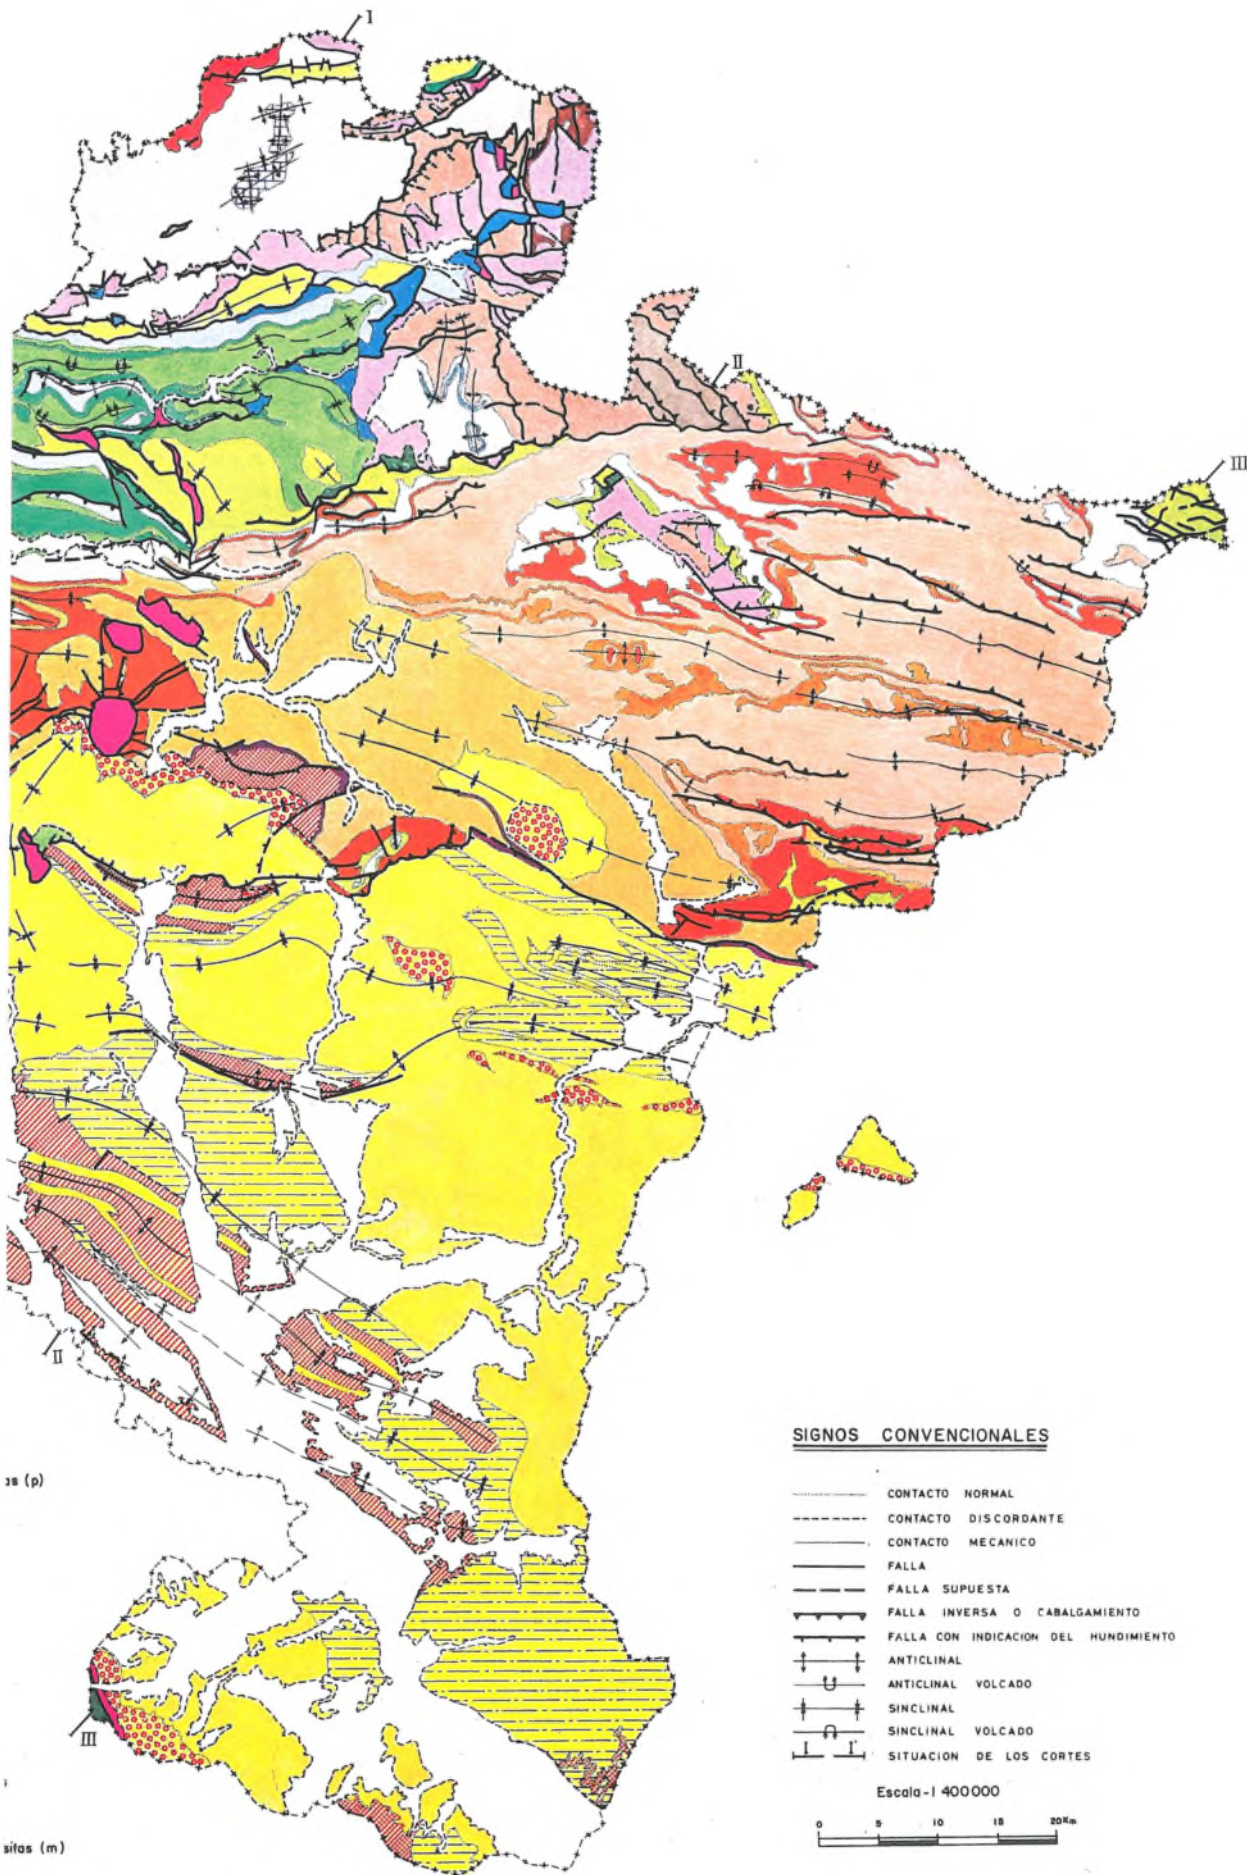 I
II
III
II
as (p)
III
sitas (m)
SIGNOS CONVENCIONALES
CONTACTO NORMAL
CONTACTO DISCORDANTE
CONTACTO MECANICO
FALLA
FALLA SUPUESTA
FALLA INVERSA O CABALGAMIENTO
FALLA CON INDICACION DEL HUNDIMIENTO
ANTICLINAL
ANTICLINAL VOLCADO
SINCLINAL
SINCLINAL VOLCADO
SITUACION DE LOS CORTES
Escala-1 400000
0 5 10 15 20Km